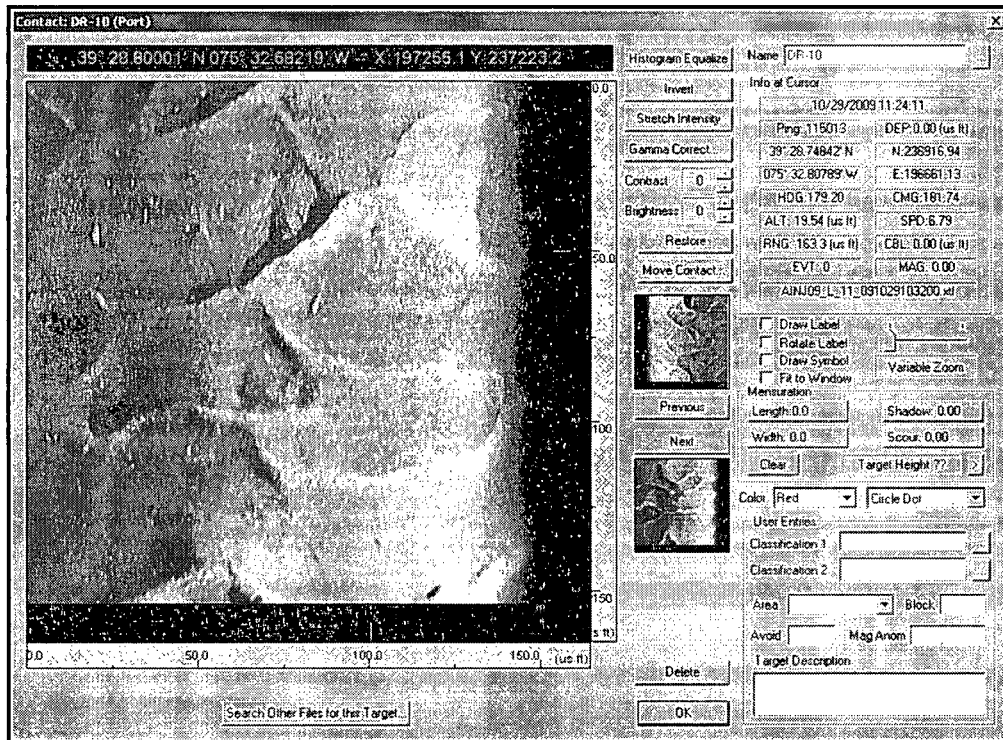 Contact: DR-10 (Port)
39° 28.80001' N 075° 32.68219' W -- X:197255.1 Y:237223.2
0.0
50.0
100
150
s ft)
0.0 50.0 100.0 150.0 (us ft)
Search Other Files for this Target...
Histogram Equalize
Invert
Stretch Intensity
Gamma Correct...
Contrast 0
Brightness 0
Restore
Move Contact...
Previous
Next
Delete
OK
Name DR-10
Info at Cursor
10/29/2009 11:24:11
Ping: 115013 DEP:0.00 (us ft)
39° 28.74842' N N:236916.94
075° 32.80789' W E:196661.13
HDG:179.20 CMG:181.74
ALT: 19.54 (us ft) SPD:6.79
RNG: 163.3 (us ft) CBL: 0.00 (us ft)
EVT: 0 MAG: 0.00
AINJ09_L_11_091029103200.xtf
Draw Label
Rotate Label
Draw Symbol
Fit to Window
Variable Zoom
Mensuration
Length:0.0 Shadow: 0.00
Width: 0.0 Scour: 0.00
Clear Target Height ?? >
Color Red Circle Dot
User Entries
Classification 1 ...
Classification 2
Area Block
Avoid Mag Anom
Target Description